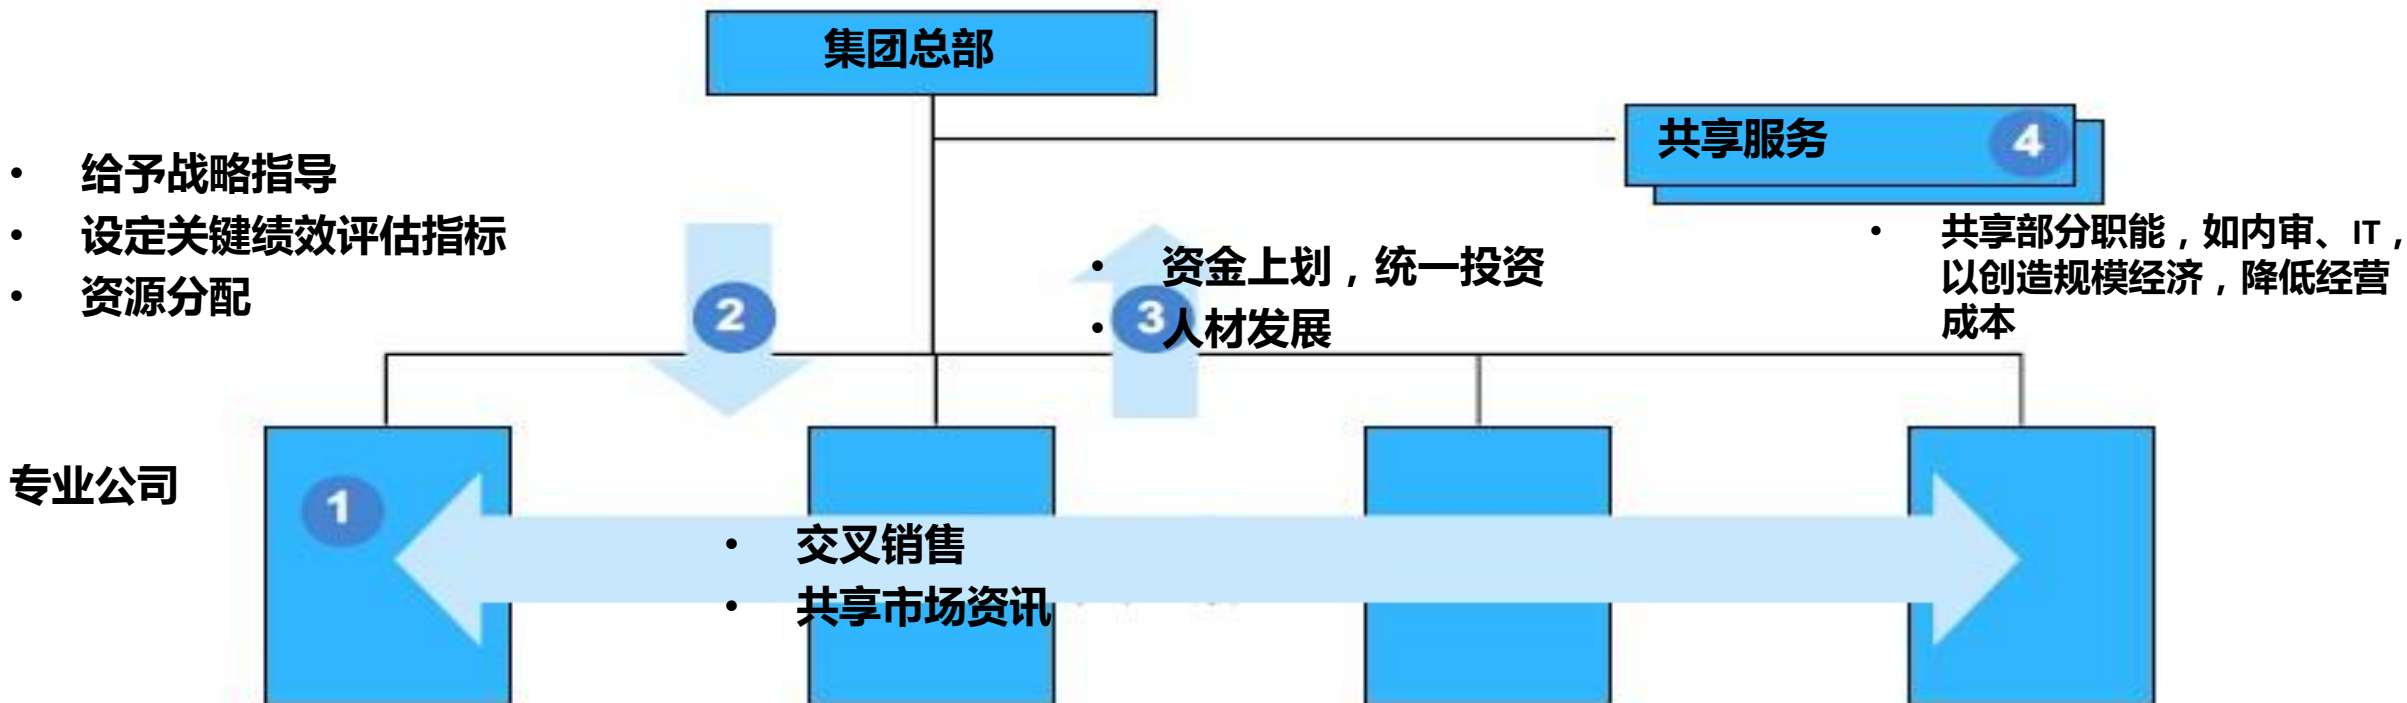 集团总部
共享服务
4
• 给予战略指导
• 设定关键绩效评估指标
• 资源分配
2
• 资金上划，统一投资
• 人材发展
3
• 共享部分职能，如内审、IT，
以创造规模经济，降低经营
成本
专业公司
1
• 交叉销售
• 共享市场资讯